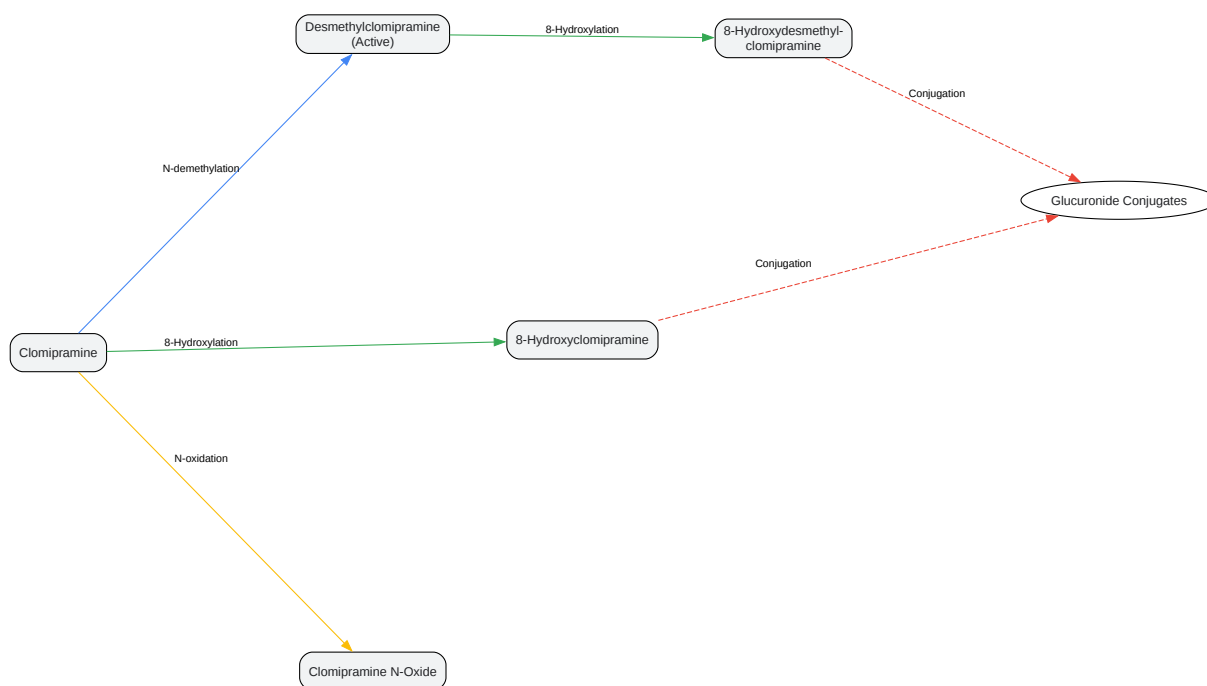 Desmethylclomipramine
(Active)
8-Hydroxylation
8-Hydroxydesmethyl-
clomipramine
Conjugation
N-demethylation
Glucuronide Conjugates
Conjugation
Clomipramine
8-Hydroxylation
8-Hydroxyclomipramine
N-oxidation
Clomipramine N-Oxide